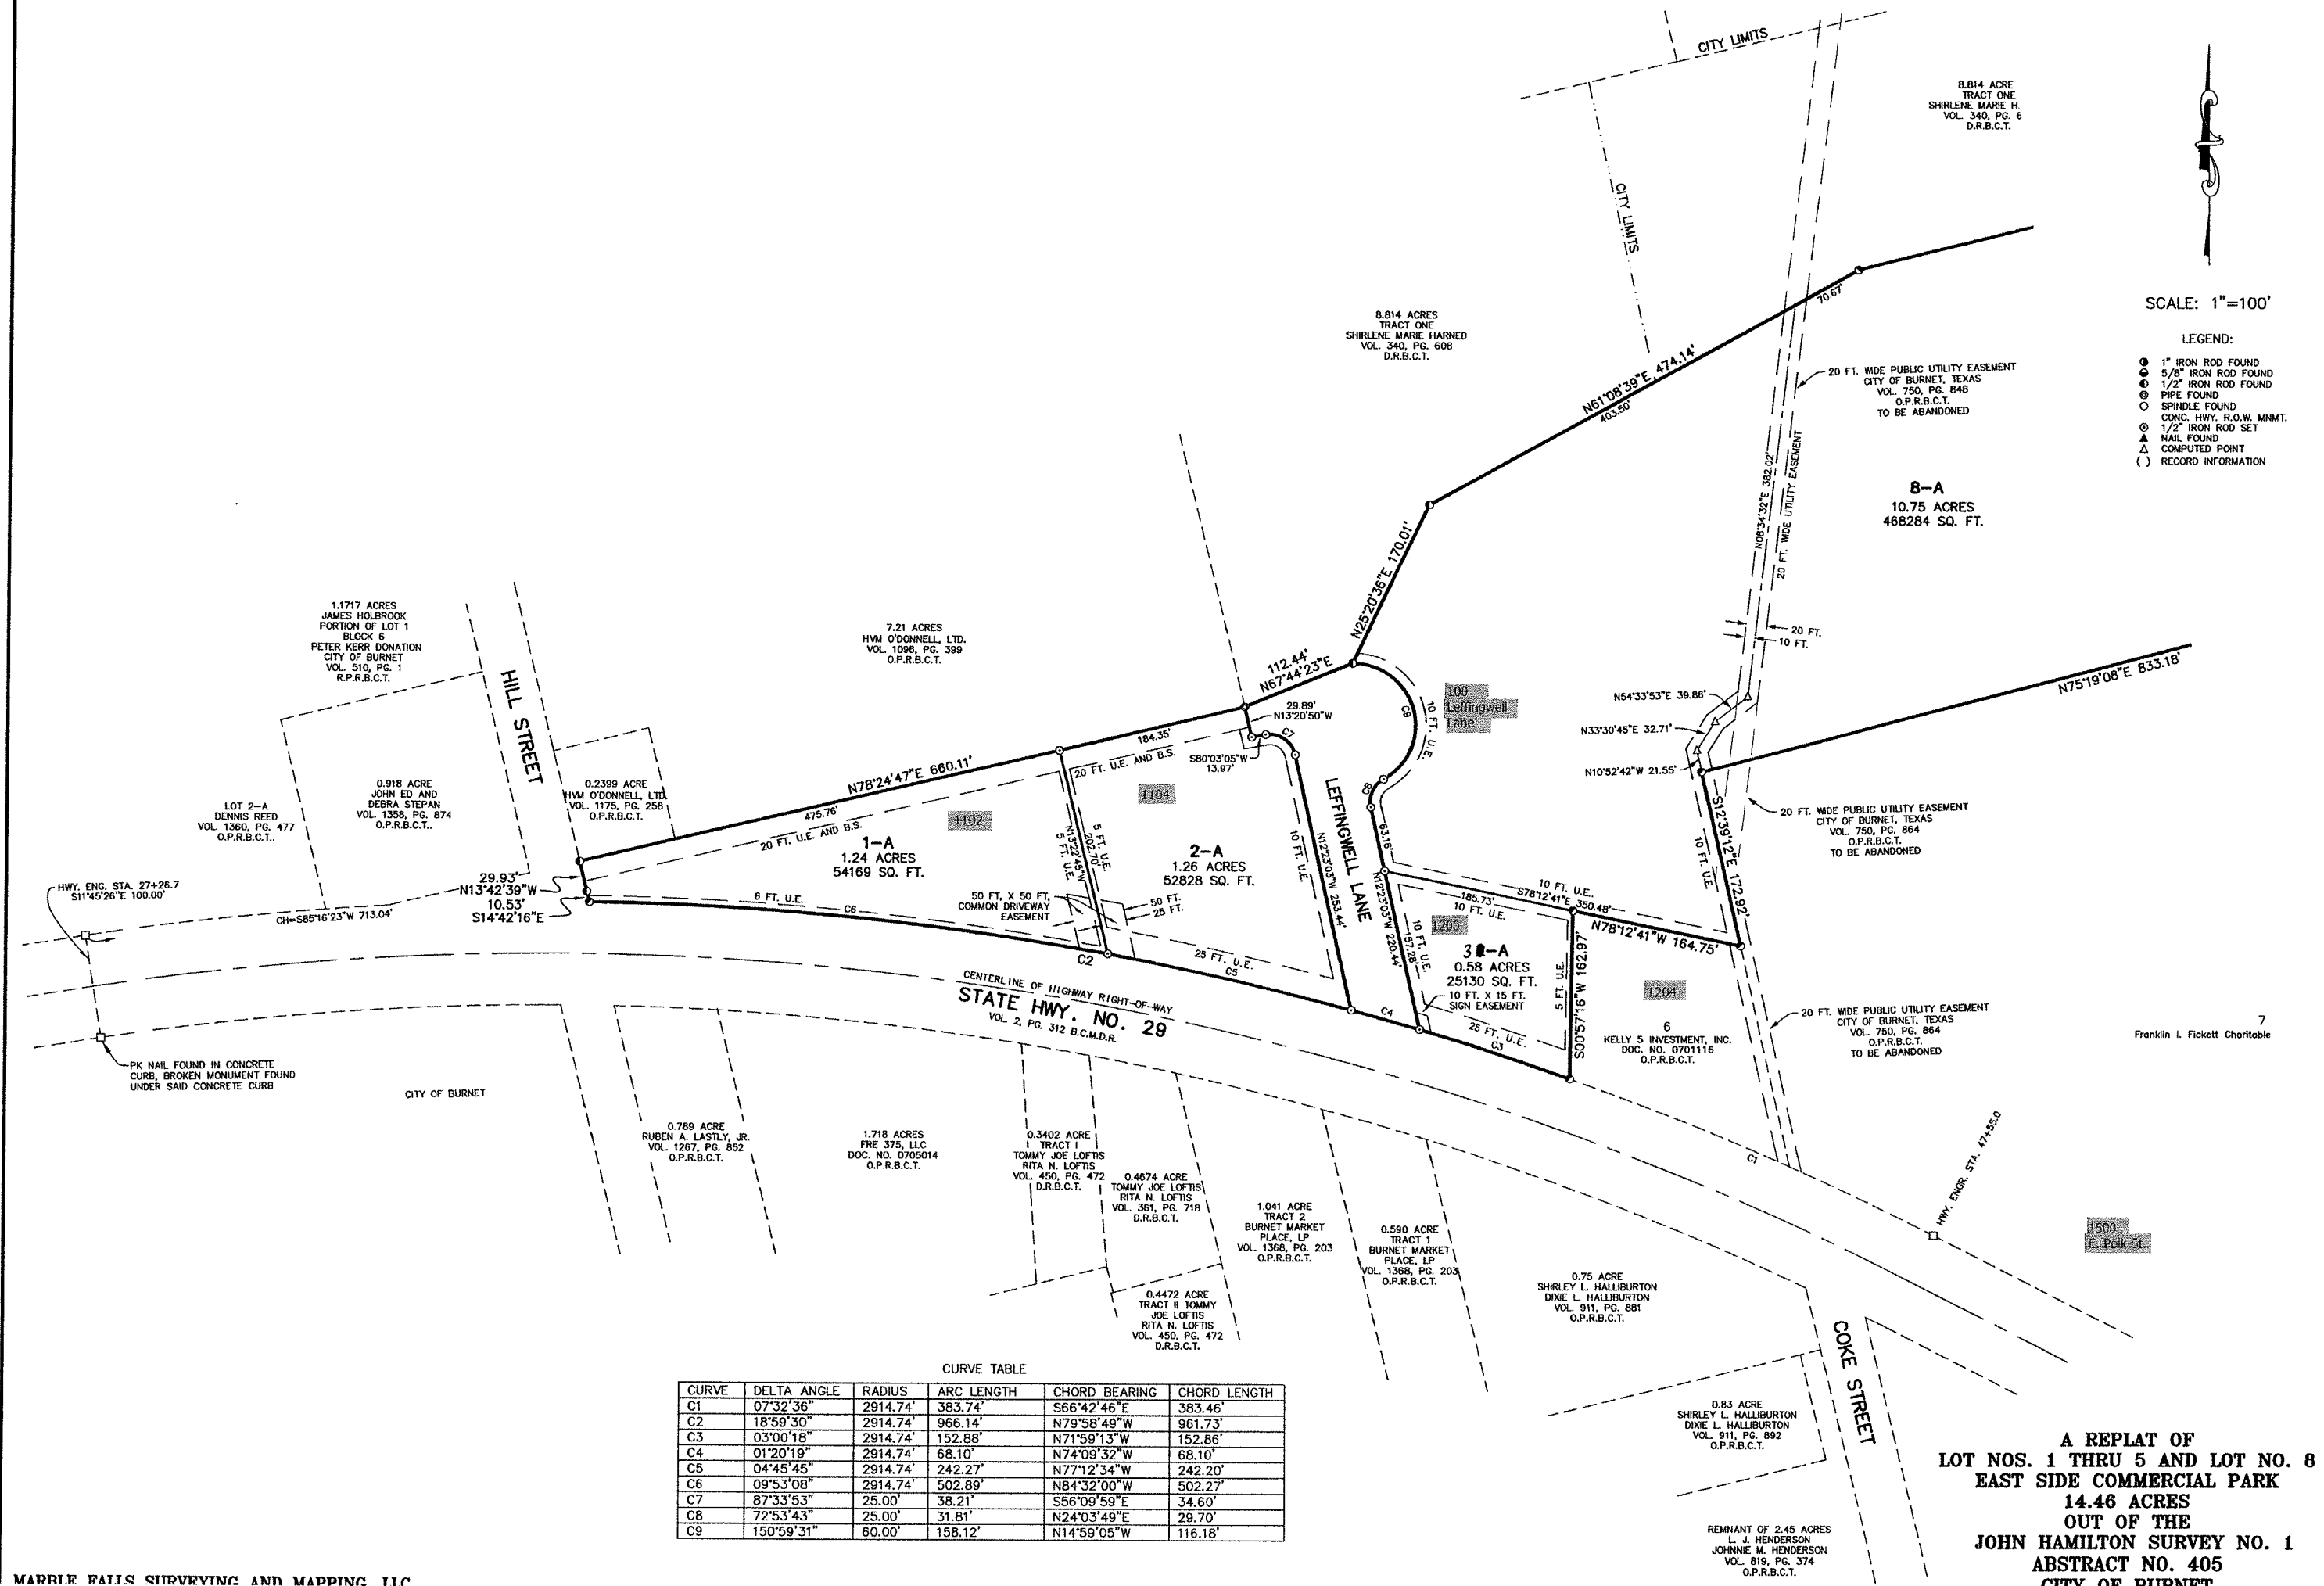 CITY LIMITS
8.814 ACRE
TRACT ONE
SHIRLENE MARIE H.
VOL. 340, PG. 6
D.R.B.C.T.
CITY LIMITS
SCALE: 1"=100'
LEGEND:
1" IRON ROD FOUND
5/8" IRON ROD FOUND
1/2" IRON ROD FOUND
PIPE FOUND
SPINDLE FOUND
CONC. HWY. R.O.W. MNMT.
1/2" IRON ROD SET
NAIL FOUND
COMPUTED POINT
( ) RECORD INFORMATION
8.814 ACRES
TRACT ONE
SHIRLENE MARIE HARNED
VOL. 340, PG. 608
D.R.B.C.T.
70.67'
N61°08'39"E 474.14'
403.50'
20 FT. WIDE PUBLIC UTILITY EASEMENT
CITY OF BURNET, TEXAS
VOL. 750, PG. 848
O.P.R.B.C.T.
TO BE ABANDONED
N08°34'32"E 382.02'
20 FT. WIDE UTILITY EASEMENT
8-A
10.75 ACRES
468284 SQ. FT.
N25°20'36"E 170.01'
1.1717 ACRES
JAMES HOLBROOK
PORTION OF LOT 1
BLOCK 6
PETER KERR DONATION
CITY OF BURNET
VOL. 510, PG. 1
R.P.R.B.C.T.
HILL STREET
7.21 ACRES
HVM O'DONNELL, LTD.
VOL. 1096, PG. 399
O.P.R.B.C.T.
112.44'
N67°44'23"E
20 FT.
10 FT.
N54°33'53"E 39.86'
N33°30'45"E 32.71'
N10°52'42"W 21.55'
N75°19'08"E 833.18'
100
Leffingwell
Lane
C9
10 FT. U.E.
29.89'
N13°20'50"W
C7
S80°03'05"W
13.97'
C8
63.16'
184.35'
20 FT. U.E. AND B.S.
1104
N78°24'47"E 660.11'
475.76'
20 FT. U.E. AND B.S.
1102
0.2399 ACRE
HVM O'DONNELL, LTD.
VOL. 1175, PG. 258
O.P.R.B.C.T.
0.918 ACRE
JOHN ED AND
DEBRA STEPAN
VOL. 1358, PG. 874
O.P.R.B.C.T..
LOT 2-A
DENNIS REED
VOL. 1360, PG. 477
O.P.R.B.C.T..
1-A
1.24 ACRES
54169 SQ. FT.
5 FT. U.E.
202.70'
N13°22'45"W
5 FT. U.E.
2-A
1.26 ACRES
52828 SQ. FT.
10 FT. U.E.
N12°23'03"W 253.44'
LEFFINGWELL LANE
20 FT. WIDE PUBLIC UTILITY EASEMENT
CITY OF BURNET, TEXAS
VOL. 750, PG. 864
O.P.R.B.C.T.
TO BE ABANDONED
S12°39'12"E 172.92'
10 FT. U.E.
HWY. ENG. STA. 27+26.7
S11°45'26"E 100.00'
CH=S85°16'23"W 713.04'
29.93'
N13°42'39"W
10.53'
S14°42'16"E
6 FT. U.E.
C6
50 FT, X 50 FT,
COMMON DRIVEWAY
EASEMENT
50 FT.
25 FT.
25 FT. U.E.
C5
C2
10 FT. U.E.
S78°12'41"E 350.48'
185.73'
10 FT. U.E.
N78°12'41"W 164.75'
N12°23'03"W 220.44'
157.28'
10 FT. U.E.
1200
3-A
0.58 ACRES
25130 SQ. FT.
10 FT. X 15 FT.
SIGN EASEMENT
25 FT. U.E.
C3
C4
5 FT. U.E.
S00°57'16"W 162.97'
1204
6
KELLY 5 INVESTMENT, INC.
DOC. NO. 0701116
O.P.R.B.C.T.
20 FT. WIDE PUBLIC UTILITY EASEMENT
CITY OF BURNET, TEXAS
VOL. 750, PG. 864
O.P.R.B.C.T.
TO BE ABANDONED
7
Franklin I. Fickett Charitable
CENTERLINE OF HIGHWAY RIGHT-OF-WAY
STATE HWY. NO. 29
VOL. 2, PG. 312 B.C.M.D.R.
PK NAIL FOUND IN CONCRETE
CURB, BROKEN MONUMENT FOUND
UNDER SAID CONCRETE CURB
CITY OF BURNET
0.789 ACRE
RUBEN A. LASTLY, JR.
VOL. 1267, PG. 852
O.P.R.B.C.T.
1.718 ACRES
FRE 375, LLC
DOC. NO. 0705014
O.P.R.B.C.T.
0.3402 ACRE
TRACT I
TOMMY JOE LOFTIS
RITA N. LOFTIS
VOL. 450, PG. 472
D.R.B.C.T.
0.4674 ACRE
TOMMY JOE LOFTIS
RITA N. LOFTIS
VOL. 361, PG. 718
D.R.B.C.T.
1.041 ACRE
TRACT 2
BURNET MARKET
PLACE, LP
VOL. 1368, PG. 203
O.P.R.B.C.T.
0.590 ACRE
TRACT 1
BURNET MARKET
PLACE, LP
VOL. 1368, PG. 203
O.P.R.B.C.T.
C1
HWY. ENGR. STA. 47+55.0
1500
E. Polk St.
0.4472 ACRE
TRACT II TOMMY
JOE LOFTIS
RITA N. LOFTIS
VOL. 450, PG. 472
D.R.B.C.T.
0.75 ACRE
SHIRLEY L. HALLIBURTON
DIXIE L. HALLIBURTON
VOL. 911, PG. 881
O.P.R.B.C.T.
COKE STREET
0.83 ACRE
SHIRLEY L. HALLIBURTON
DIXIE L. HALLIBURTON
VOL. 911, PG. 892
O.P.R.B.C.T.
REMNANT OF 2.45 ACRES
L. J. HENDERSON
JOHNNIE M. HENDERSON
VOL. 819, PG. 374
O.P.R.B.C.T.
CURVE TABLE
CURVE DELTA ANGLE RADIUS ARC LENGTH CHORD BEARING CHORD LENGTH
C1 07°32'36" 2914.74' 383.74' S66°42'46"E 383.46'
C2 18°59'30" 2914.74' 966.14' N79°58'49"W 961.73'
C3 03°00'18" 2914.74' 152.88' N71°59'13"W 152.86'
C4 01°20'19" 2914.74' 68.10' N74°09'32"W 68.10'
C5 04°45'45" 2914.74' 242.27' N77°12'34"W 242.20'
C6 09°53'08" 2914.74' 502.89' N84°32'00"W 502.27'
C7 87°33'53" 25.00' 38.21' S56°09'59"E 34.60'
C8 72°53'43" 25.00' 31.81' N24°03'49"E 29.70'
C9 150°59'31" 60.00' 158.12' N14°59'05"W 116.18'
A REPLAT OF
LOT NOS. 1 THRU 5 AND LOT NO. 8
EAST SIDE COMMERCIAL PARK
14.46 ACRES
OUT OF THE
JOHN HAMILTON SURVEY NO. 1
ABSTRACT NO. 405
CITY OF BURNET
MARBLE FALLS SURVEYING AND MAPPING, LLC